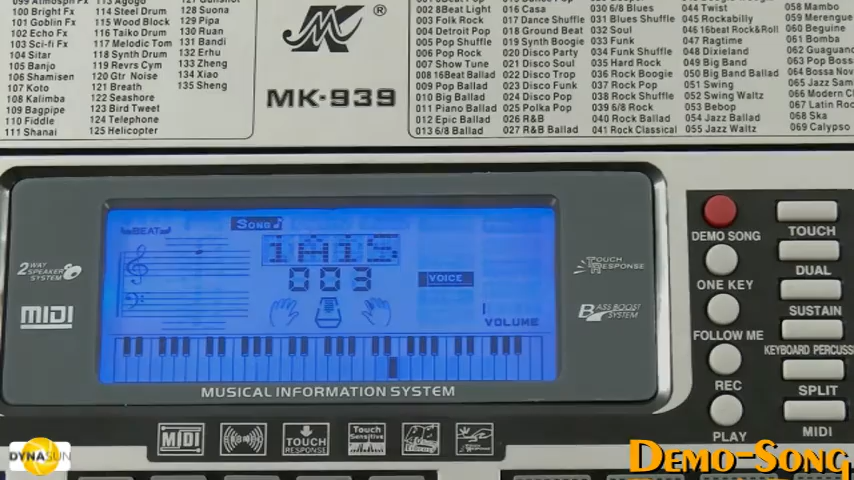 100 Bright Fx
101 Goblin Fx
102 Echo Fx
103 Sci-fi Fx
104 Sitar
105 Banjo
106 Shamisen
107 Koto
108 Kalimba
109 Bagpipe
110 Fiddle
111 Shanai
114 Steel Drum
115 Wood Block
116 Taiko Drum
117 Melodic Tom
118 Synth Drum
119 Revrs Cym
120 Gtr Noise
121 Breath
122 Seashore
123 Bird Tweet
124 Telephone
125 Helicopter
128 Suona
129 Pipa
130 Ruan
131 Bandi
132 Erhu
133 Zheng
134 Xiao
135 Sheng
MK®
MK-939
002 8Beat Light
003 Folk Rock
004 Detroit Pop
005 Pop Shuffle
006 Pop Rock
007 Show Tune
008 16Beat Ballad
009 Pop Ballad
010 Big Ballad
011 Piano Ballad
012 Epic Ballad
013 6/8 Ballad
016 Casa
017 Dance Shuffle
018 Ground Beat
019 Synth Boogie
020 Disco Party
021 Disco Soul
022 Disco Trop
023 Disco Funk
024 Disco Pop
025 Polka Pop
026 R&B
027 R&B Ballad
030 6/8 Blues
031 Blues Shuffle
032 Soul
033 Funk
034 Funk Shuffle
035 Hard Rock
036 Rock Boogie
037 Rock Pop
038 Rock Shuffle
039 6/8 Rock
040 Rock Ballad
041 Rock Classical
044 Twist
045 Rockabilly
046 16beat Rock&Roll
047 Ragtime
048 Dixieland
049 Big Band
050 Big Band Ballad
051 Swing
052 Swing Waltz
053 Bebop
054 Jazz Ballad
055 Jazz Waltz
058 Mambo
059 Merengue
060 Beguine
061 Bomba
062 Guaguanc
063 Pop Bossa
064 Bossa Nov
065 Jazz Sam
066 Modern C
067 Latin Ro
068 Ska
069 Calypso
2 WAY
SPEAKER
SYSTEM
MIDI
BEAT
SONG
003
VOICE
VOLUME
MUSICAL INFORMATION SYSTEM
TOUCH
RESPONSE
BASS BOOST
SYSTEM
DEMO SONG
ONE KEY
FOLLOW ME
REC
PLAY
TOUCH
DUAL
SUSTAIN
KEYBOARD PERCUSS
SPLIT
MIDI
MIDI
TOUCH
RESPONSE
Touch
Sensitive
DYNASUN
DEMO-SONG